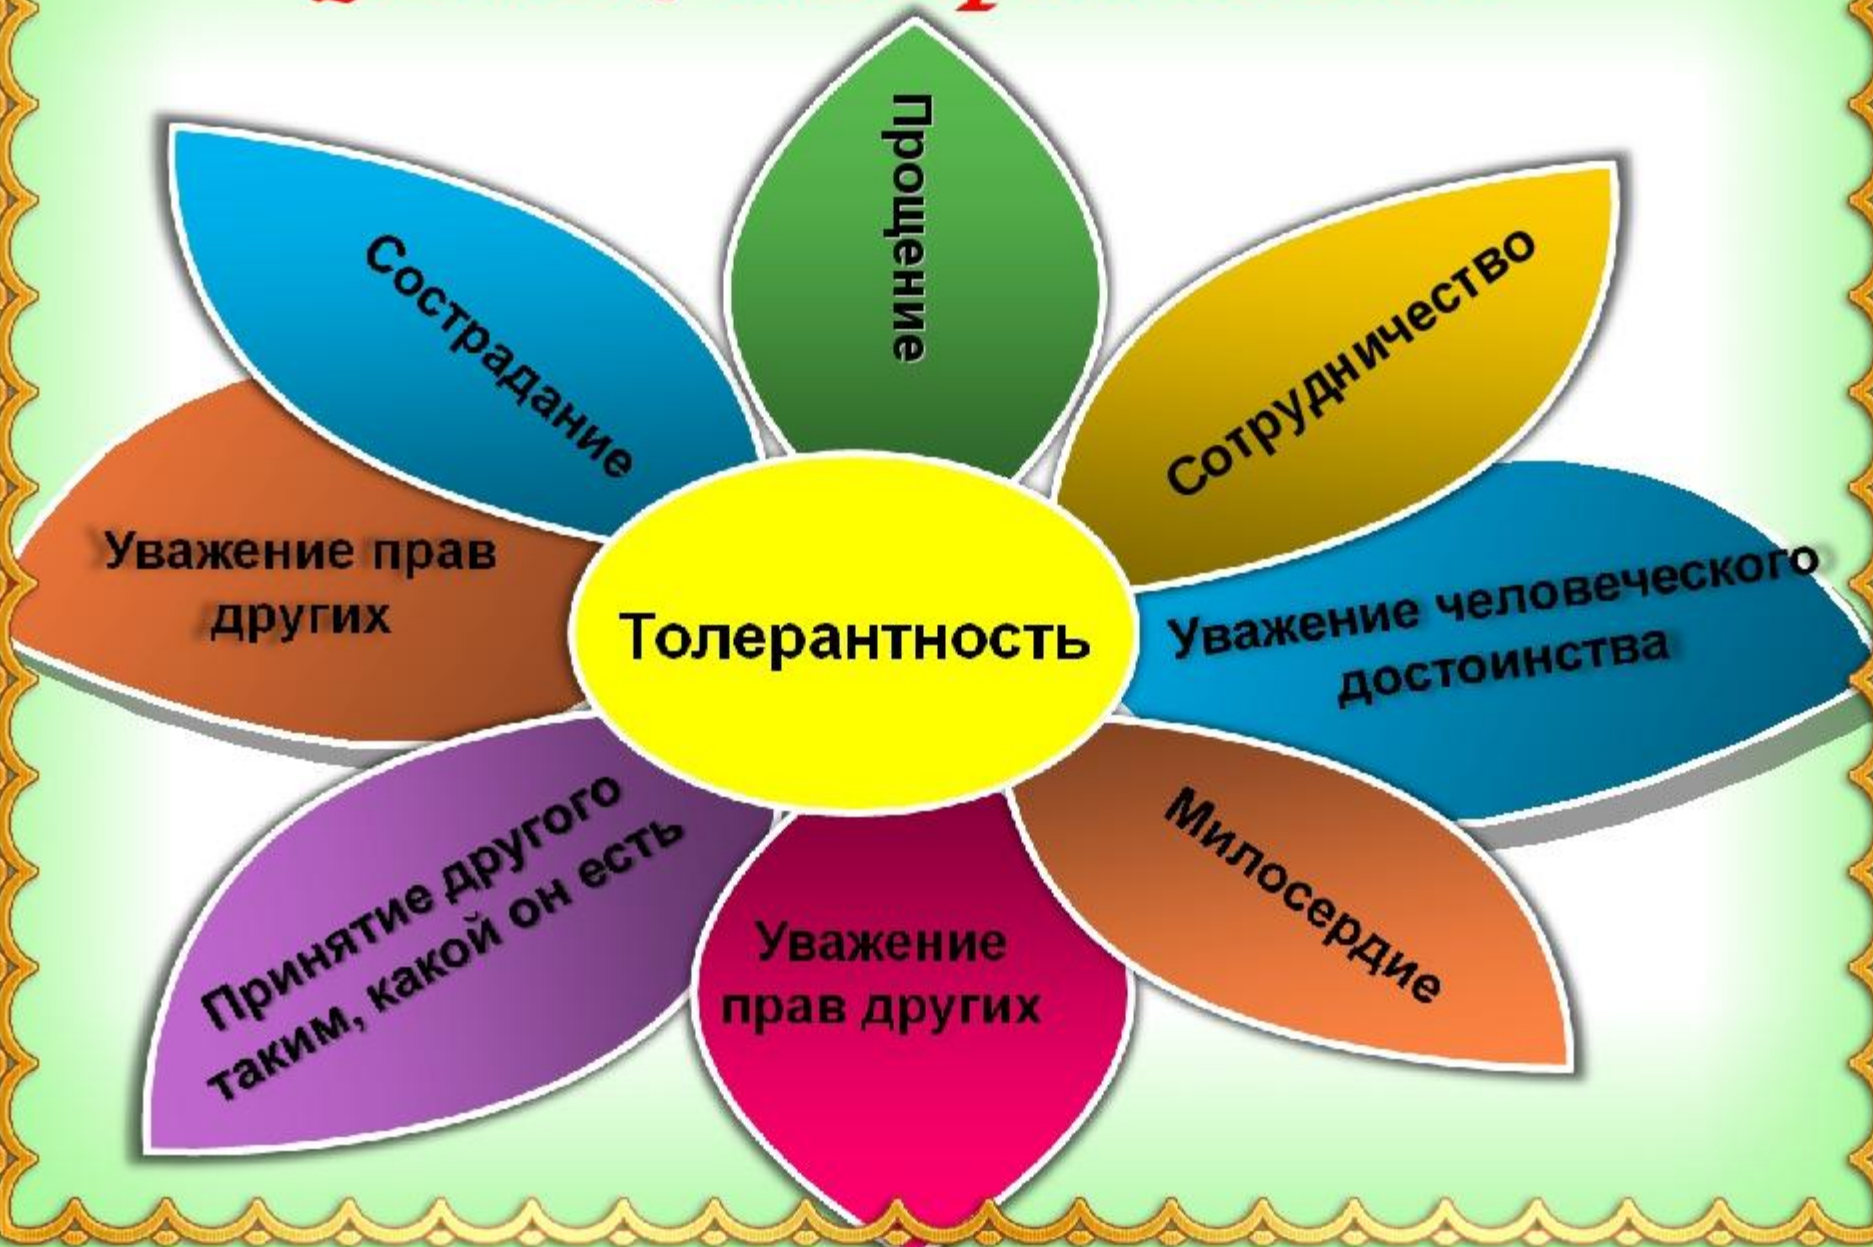 Прощение
Сострадание
Сотрудничество
Уважение прав
других
Толерантность
Уважение человеческого
достоинства
Принятие другого
таким, какой он есть
Уважение
прав других
Милосердие